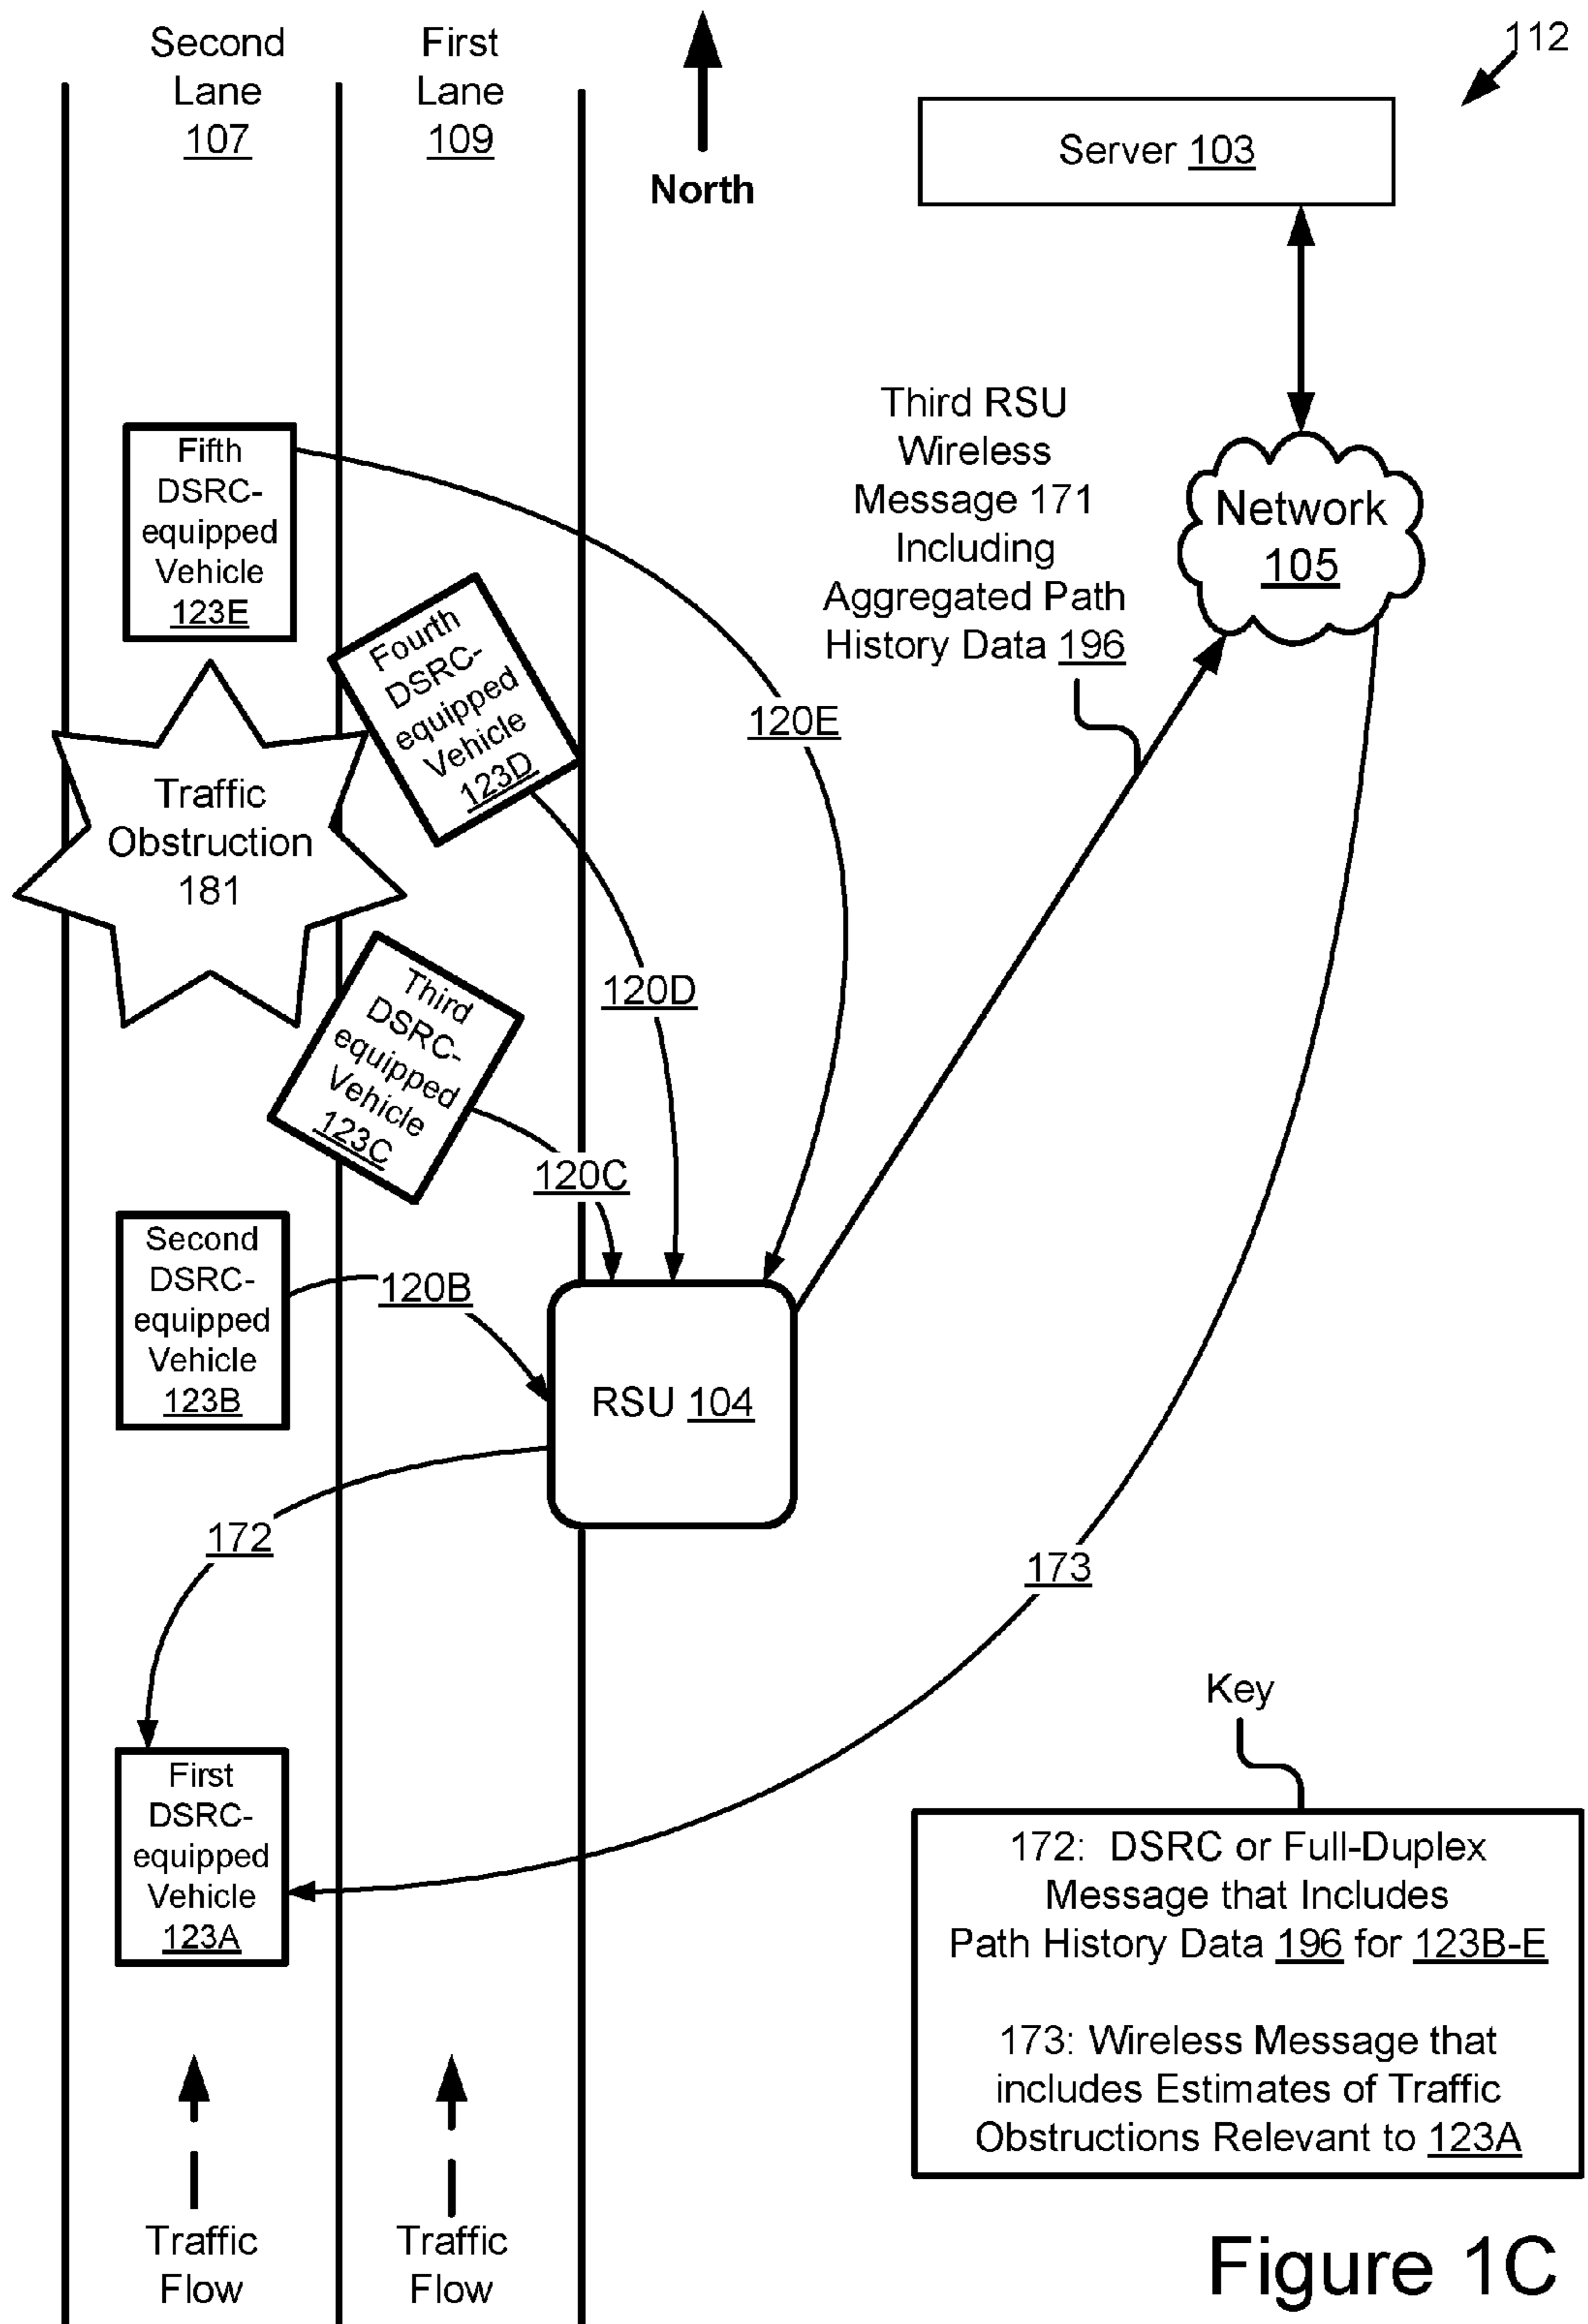 Second
Lane
107
First
Lane
109
North
112
Server 103
Third RSU
Wireless
Message 171
Including
Aggregated Path
History Data 196
Network
105
Fifth
DSRC-
equipped
Vehicle
123E
Fourth
DSRC-
equipped
Vehicle
123D
120E
Traffic
Obstruction
181
120D
Third
DSRC-
equipped
Vehicle
123C
120C
Second
DSRC-
equipped
Vehicle
123B
120B
RSU 104
172
173
First
DSRC-
equipped
Vehicle
123A
Key
172: DSRC or Full-Duplex
Message that Includes
Path History Data 196 for 123B-E
173: Wireless Message that
includes Estimates of Traffic
Obstructions Relevant to 123A
Traffic
Flow
Traffic
Flow
Figure 1C